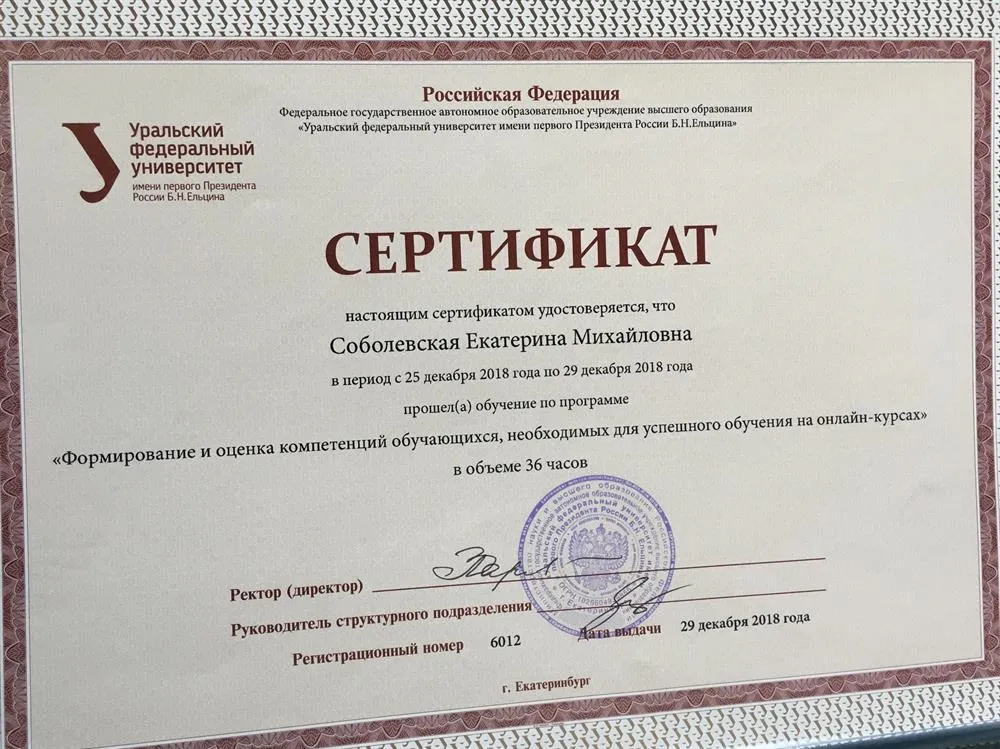 Российская Федерация
Федеральное государственное автономное образовательное учреждение высшего образования
«Уральский федеральный университет имени первого Президента России Б.Н.Ельцина»
Уральский
федеральный
университет
имени первого Президента
России Б.Н.Ельцина
СЕРТИФИКАТ
настоящим сертификатом удостоверяется, что
Соболевская Екатерина Михайловна
в период с 25 декабря 2018 года по 29 декабря 2018 года
прошел(а) обучение по программе
«Формирование и оценка компетенций обучающихся, необходимых для успешного обучения на онлайн-курсах»
в объеме 36 часов
Ректор (директор)
Руководитель структурного подразделения
Регистрационный номер 6012 Дата выдачи 29 декабря 2018 года
г. Екатеринбург